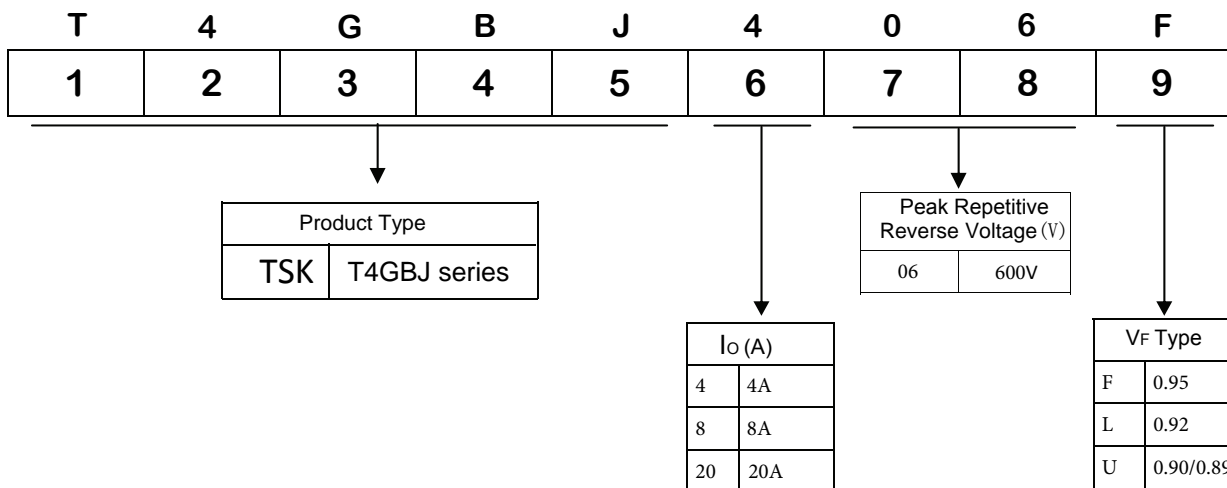 T 4 G B J 4 0 6 F
1 2 3 4 5 6 7 8 9
Product Type
TSK T4GBJ series
Peak Repetitive
Reverse Voltage (V)
06 600V
IO (A)
4 4A
8 8A
20 20A
VF Type
F 0.95
L 0.92
U 0.90/0.89